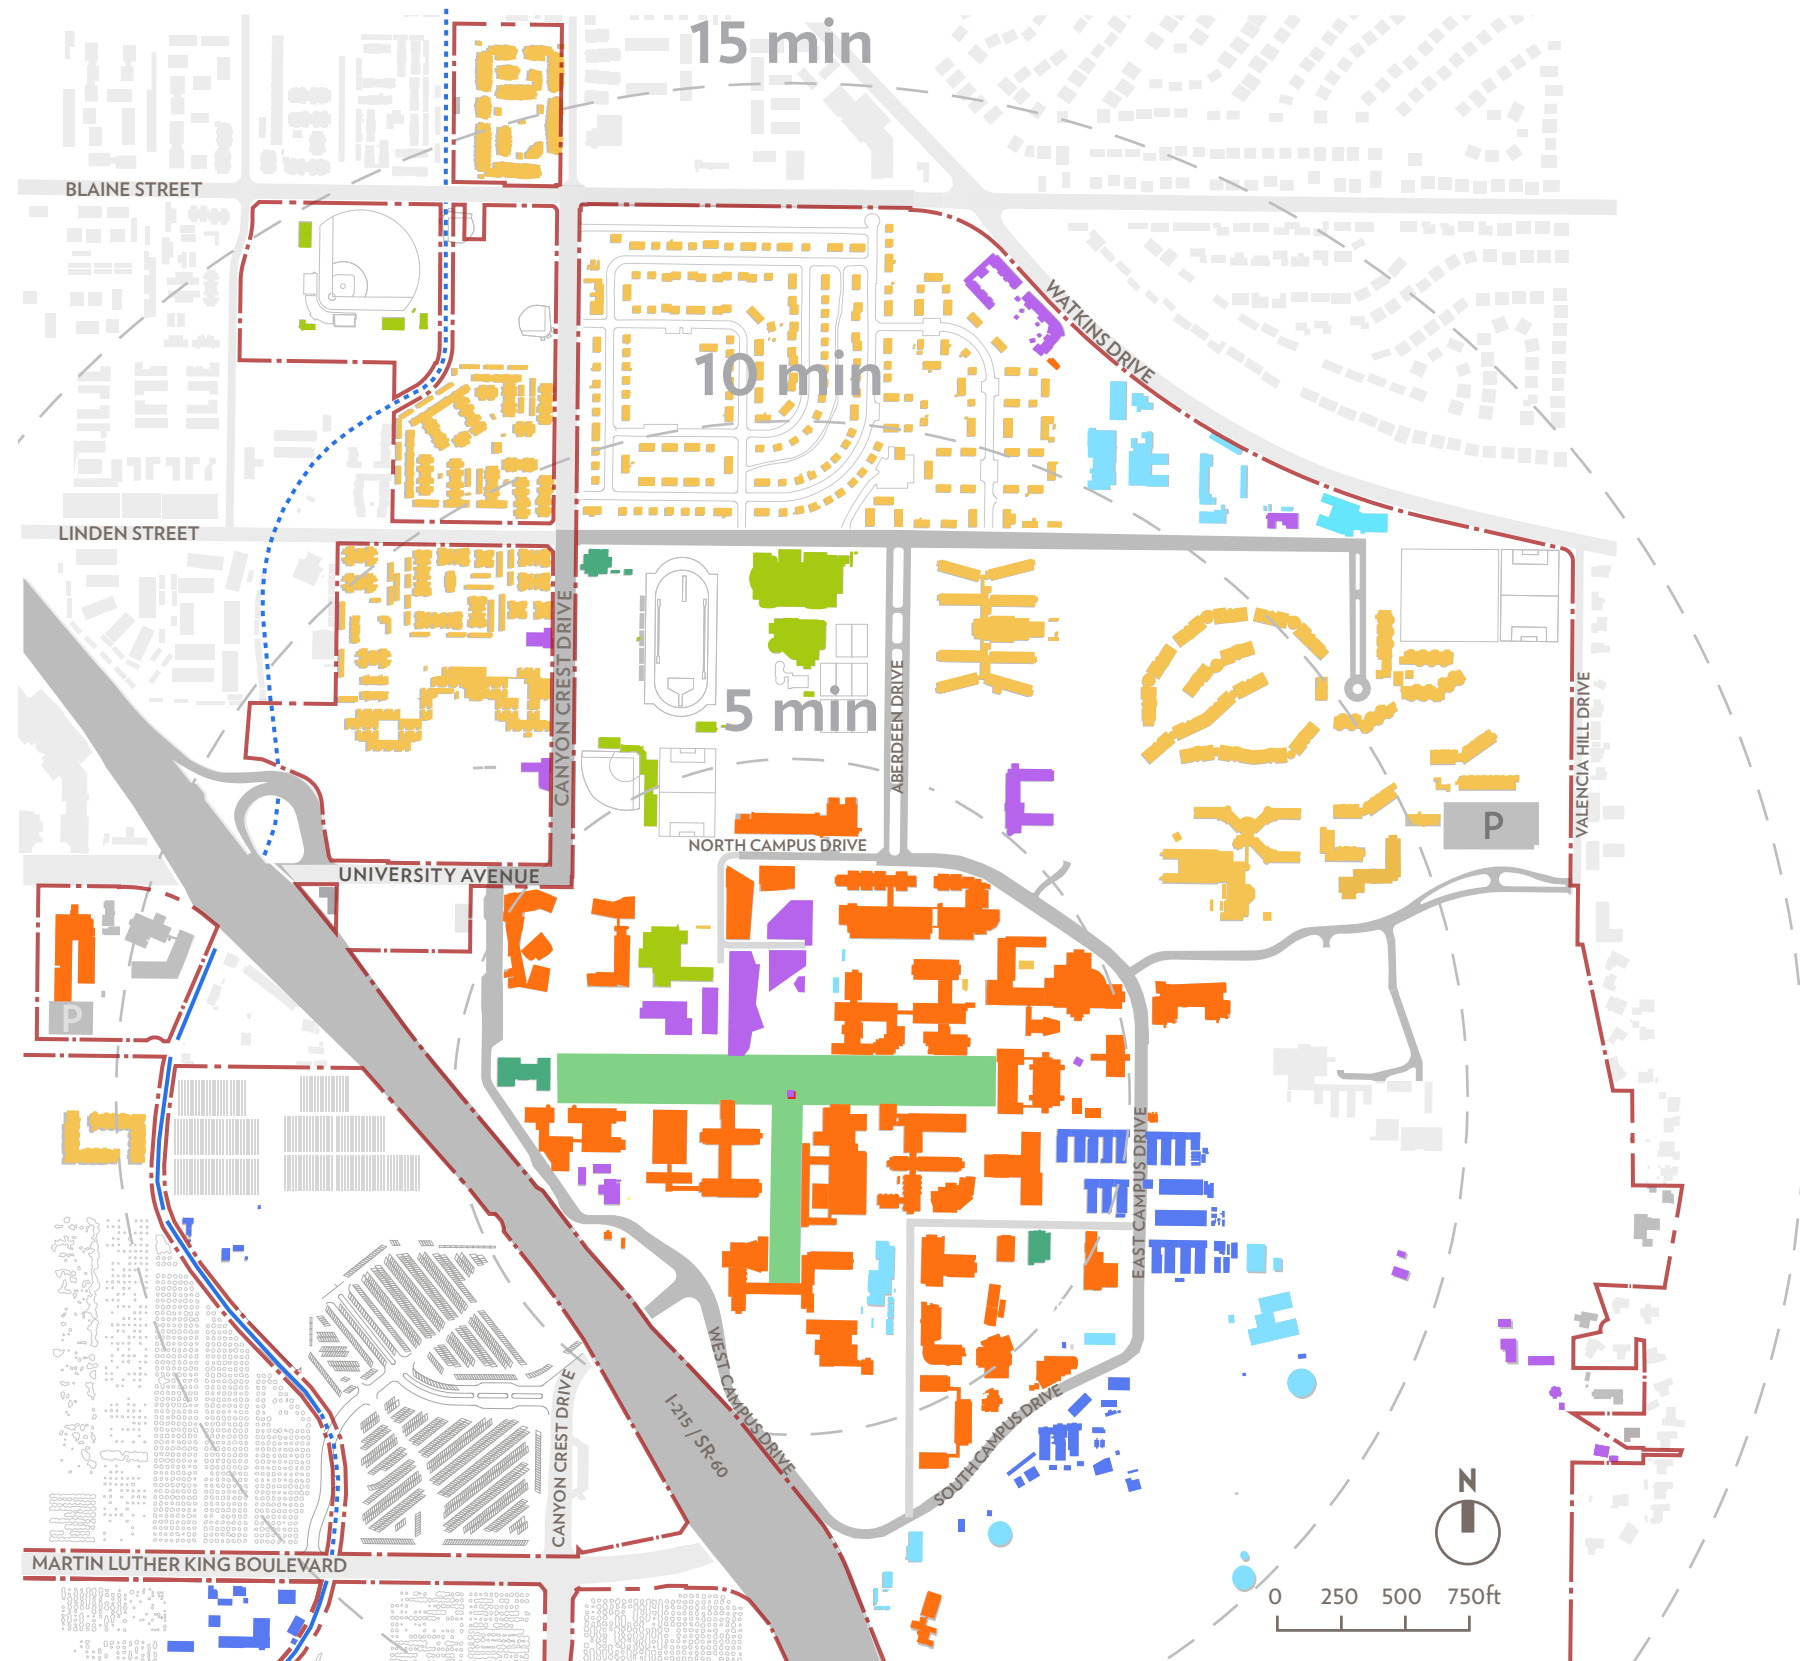 15 min
BLAINE STREET
WATKINS DRIVE
10 min
LINDEN STREET
CANYON CREST DRIVE
ABERDEEN DRIVE
5 min
VALENCIA HILL DRIVE
P
NORTH CAMPUS DRIVE
UNIVERSITY AVENUE
P
EAST CAMPUS DRIVE
WEST CAMPUS DRIVE
I-215 / SR-60
CANYON CREST DRIVE
SOUTH CAMPUS DRIVE
N
MARTIN LUTHER KING BOULEVARD
0 250 500 750ft